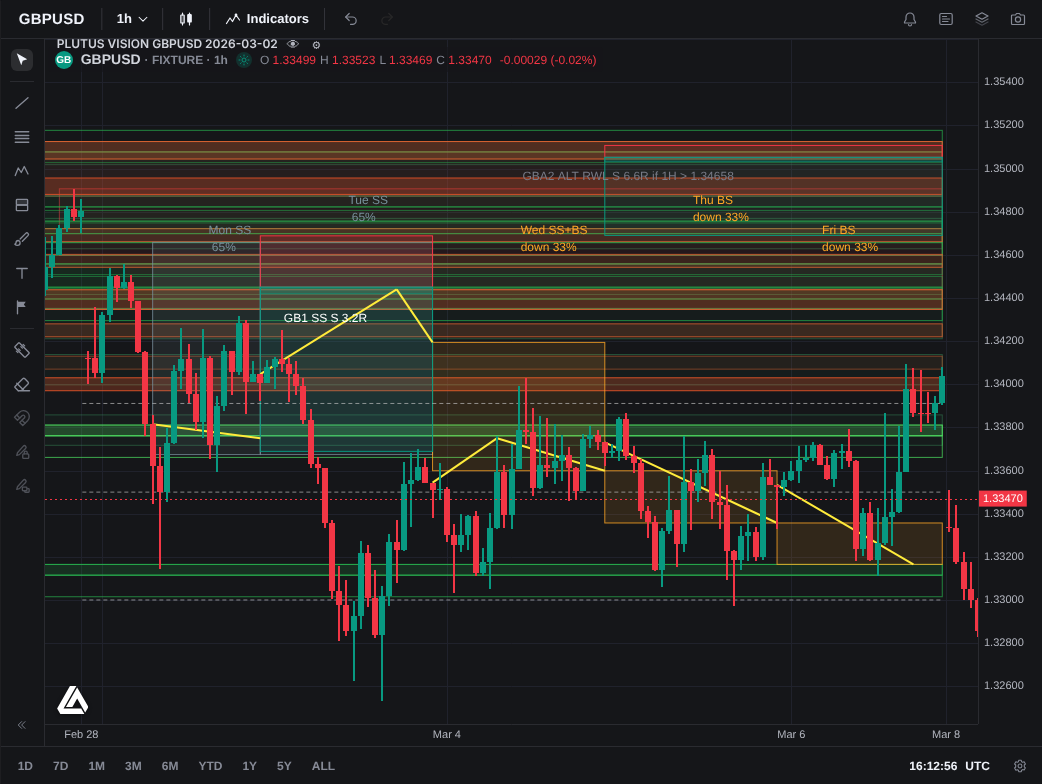 GBPUSD 1h Indicators
PLUTUS VISION GBPUSD 2026-03-02
GB GBPUSD · FIXTURE · 1h O 1.33499 H 1.33523 L 1.33469 C 1.33470 -0.00029 (-0.02%)
1.35400
1.35200
1.35000
GBA2 ALT RWL S 6.6R if 1H > 1.34658
Tue SS
65%
Thu BS
down 33%
1.34800
Mon SS
65%
Wed SS+BS
down 33%
Fri BS
down 33%
1.34600
1.34400
GB1 SS S 3.2R
1.34200
1.34000
1.33800
1.33600
1.33470
1.33400
1.33200
1.33000
1.32800
1.32600
Feb 28 Mar 4 Mar 6 Mar 8
1D 7D 1M 3M 6M YTD 1Y 5Y ALL 16:12:56 UTC